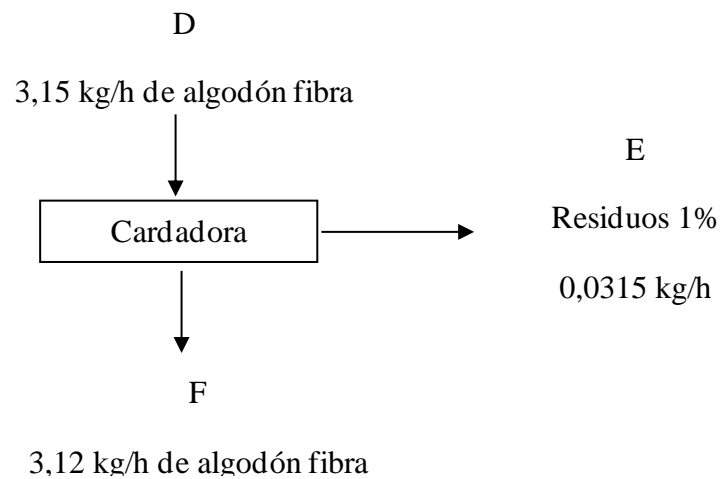 D
3,15 kg/h de algodón fibra
E
Cardadora
Residuos 1%
0,0315 kg/h
F
3,12 kg/h de algodón fibra